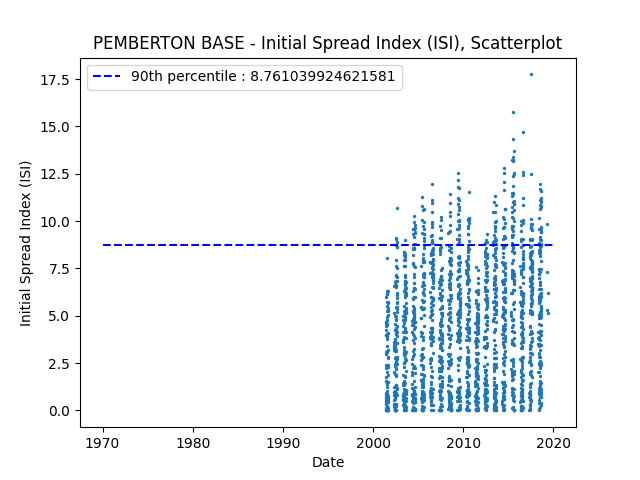 PEMBERTON BASE - Initial Spread Index (ISI), Scatterplot
90th percentile : 8.761039924621581
17.5
15.0
12.5
10.0
7.5
5.0
2.5
0.0
Initial Spread Index (ISI)
1970 1980 1990 2000 2010 2020
Date